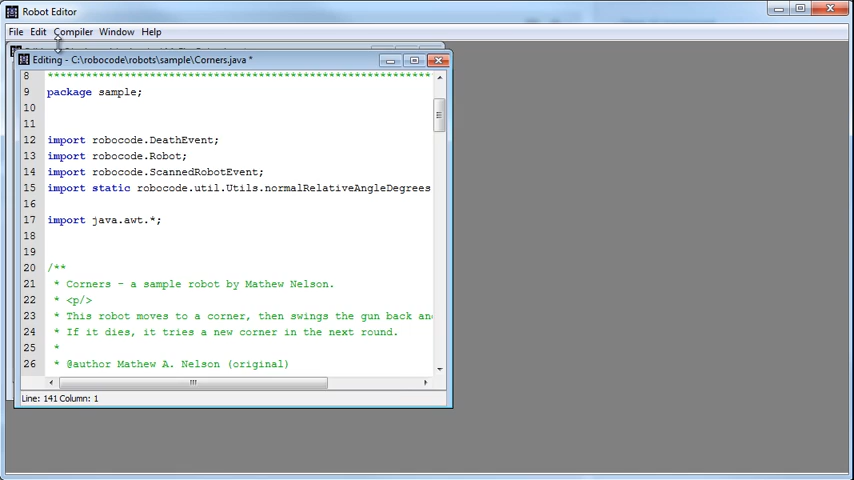 Robot Editor
File Edit Compiler Window Help
Editing - C:\robocode\robots\sample\Corners.java *
8 ****************************************************************************
9 package sample;
10
11
12 import robocode.DeathEvent;
13 import robocode.Robot;
14 import robocode.ScannedRobotEvent;
15 import static robocode.util.Utils.normalRelativeAngleDegrees
16
17 import java.awt.*;
18
19
20 /**
21 * Corners - a sample robot by Mathew Nelson.
22 * <p/>
23 * This robot moves to a corner, then swings the gun back an
24 * If it dies, it tries a new corner in the next round.
25 *
26 * @author Mathew A. Nelson (original)
Line: 141 Column: 1